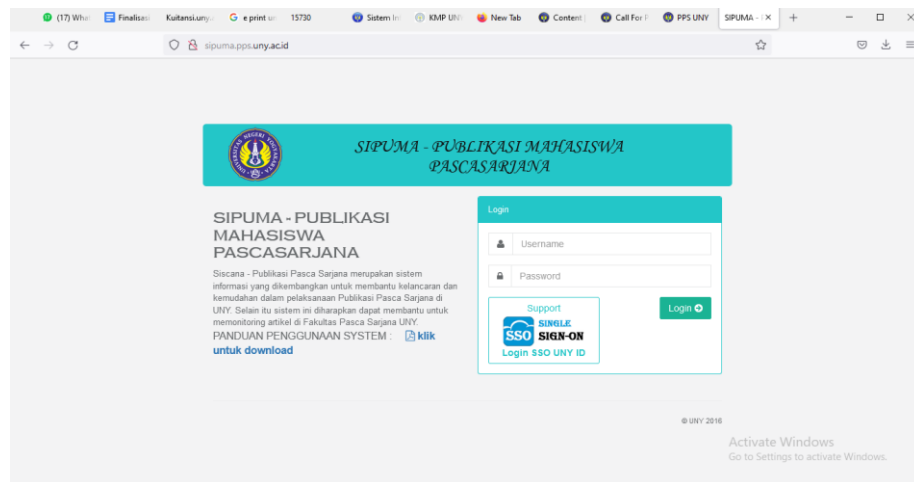 (17) What
Finalisasi
Kuitansi.uny.
e print un
15730
Sistem In
KMP UNY
New Tab
Content
Call For P
PPS UNY
SIPUMA -
sipuma.pps.uny.ac.id
SIPUMA - PUBLIKASI MAHASISWA
PASCASARJANA
SIPUMA - PUBLIKASI
MAHASISWA
PASCASARJANA
Siscana - Publikasi Pasca Sarjana merupakan sistem
informasi yang dikembangkan untuk membantu kelancaran dan
kemudahan dalam pelaksanaan Publikasi Pasca Sarjana di
UNY. Selain itu sistem ini diharapkan dapat membantu untuk
memonitoring artikel di Fakultas Pasca Sarjana UNY.
PANDUAN PENGGUNAAN SYSTEM : klik
untuk download
Login
Username
Password
Support
SSO SINGLE
SIGN-ON
Login SSO UNY ID
Login
© UNY 2016
Activate Windows
Go to Settings to activate Windows.